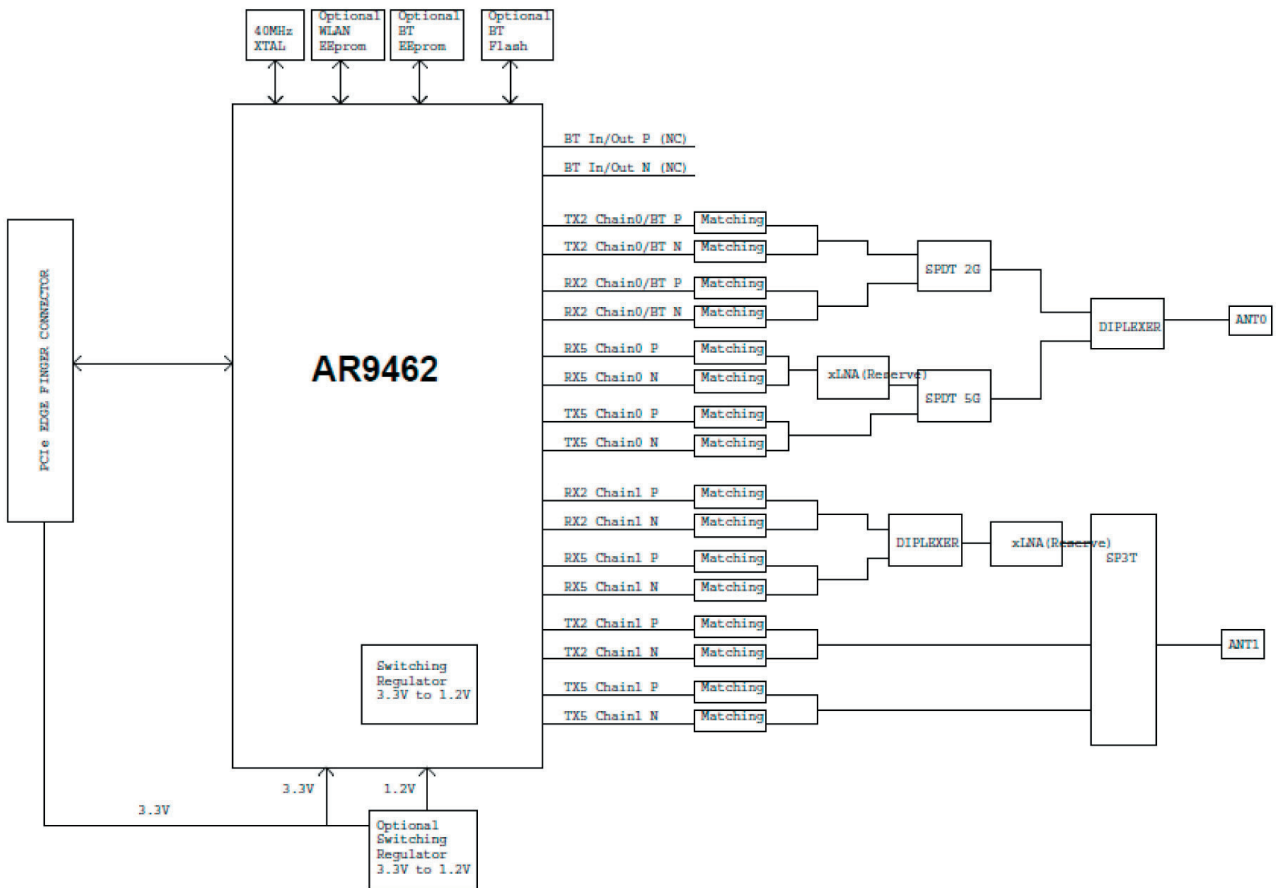 40MHz
XTAL
Optional
WLAN
EEprom
Optional
BT
EEprom
Optional
BT
Flash
BT In/Out P (NC)
BT In/Out N (NC)
TX2 Chain0/BT P Matching
TX2 Chain0/BT N Matching
SPDT 2G
RX2 Chain0/BT P Matching
RX2 Chain0/BT N Matching
DIPLEXER
ANT0
PCIe EDGE FINGER CONNECTOR
AR9462
RX5 Chain0 P Matching
RX5 Chain0 N Matching
xLNA(Reserve)
SPDT 5G
TX5 Chain0 P Matching
TX5 Chain0 N Matching
RX2 Chain1 P Matching
RX2 Chain1 N Matching
DIPLEXER
xLNA(Reserve)
SP3T
RX5 Chain1 P Matching
RX5 Chain1 N Matching
TX2 Chain1 P Matching
TX2 Chain1 N Matching
ANT1
TX5 Chain1 P Matching
TX5 Chain1 N Matching
Switching
Regulator
3.3V to 1.2V
3.3V
1.2V
3.3V
Optional
Switching
Regulator
3.3V to 1.2V